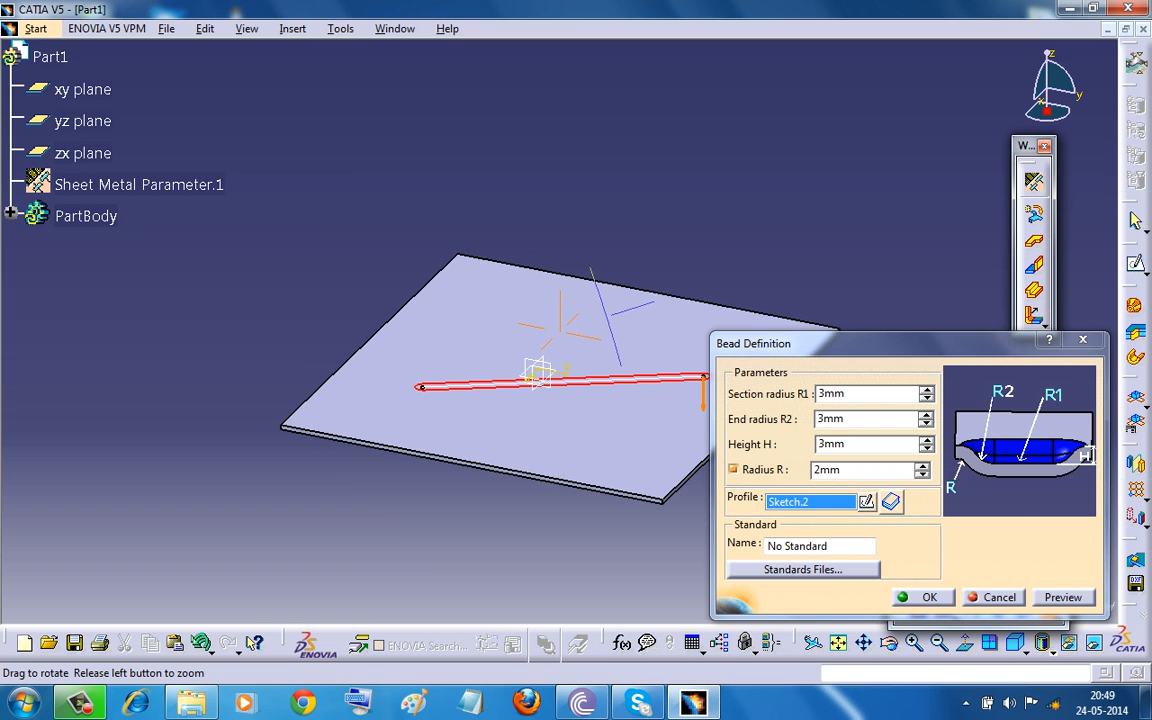 CATIA V5 - [Part1]
Start ENOVIA V5 VPM File Edit View Insert Tools Window Help
Part1
xy plane
yz plane
zx plane
Sheet Metal Parameter.1
PartBody
z
y
x
W...
Bead Definition
?
Parameters
Section radius R1 : 3mm
End radius R2 : 3mm
Height H : 3mm
Radius R : 2mm
Profile : Sketch.2
Standard
Name : No Standard
Standards Files...
R2 R1
H
R
OK Cancel Preview
ENOVIA
ENOVIA Search...
f(x)
CATIA
Drag to rotate Release left button to zoom
20:49
24-05-2014